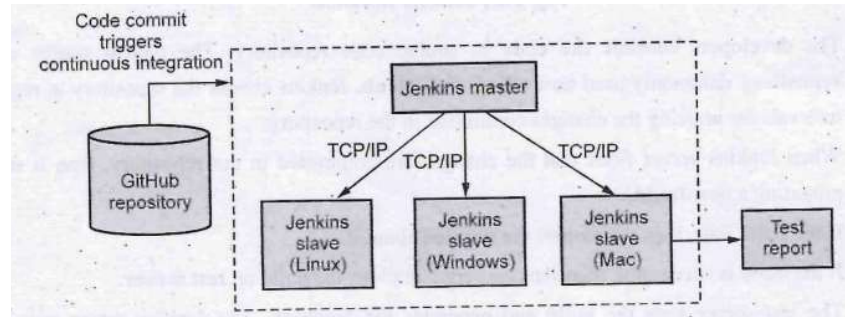 Code commit
triggers
continuous integration
Jenkins master
TCP/IP
TCP/IP
TCP/IP
GitHub
repository
Jenkins
slave
(Linux)
Jenkins
slave
(Windows)
Jenkins
slave
(Mac)
Test
report